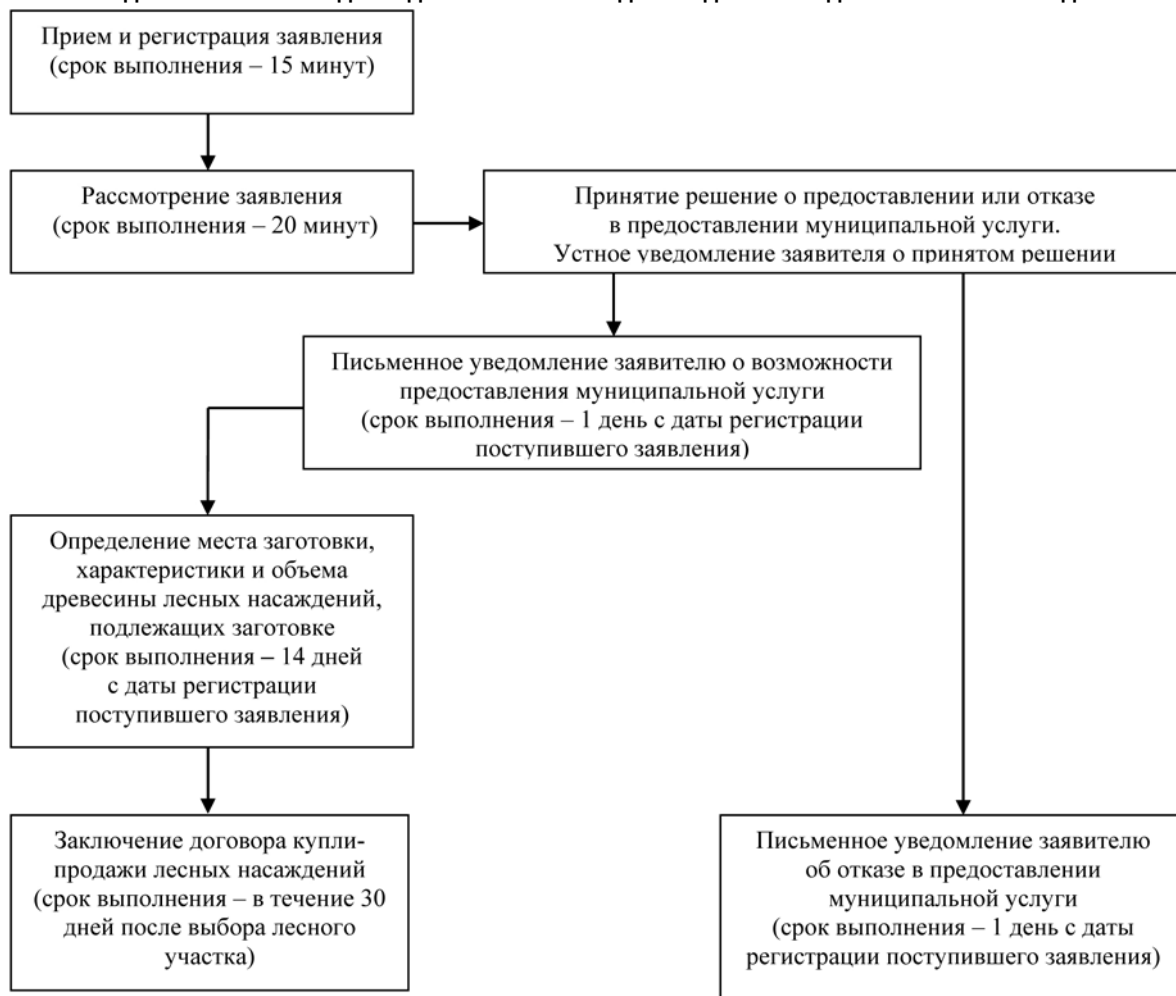 Прием и регистрация заявления
(срок выполнения – 15 минут)
Рассмотрение заявления
(срок выполнения – 20 минут)
Принятие решение о предоставлении или отказе
в предоставлении муниципальной услуги.
Устное уведомление заявителя о принятом решении
Письменное уведомление заявителю о возможности
предоставления муниципальной услуги
(срок выполнения – 1 день с даты регистрации
поступившего заявления)
Определение места заготовки,
характеристики и объема
древесины лесных насаждений,
подлежащих заготовке
(срок выполнения – 14 дней
с даты регистрации
поступившего заявления)
Заключение договора купли-
продажи лесных насаждений
(срок выполнения – в течение 30
дней после выбора лесного
участка)
Письменное уведомление заявителю
об отказе в предоставлении
муниципальной услуги
(срок выполнения – 1 день с даты
регистрации поступившего заявления)